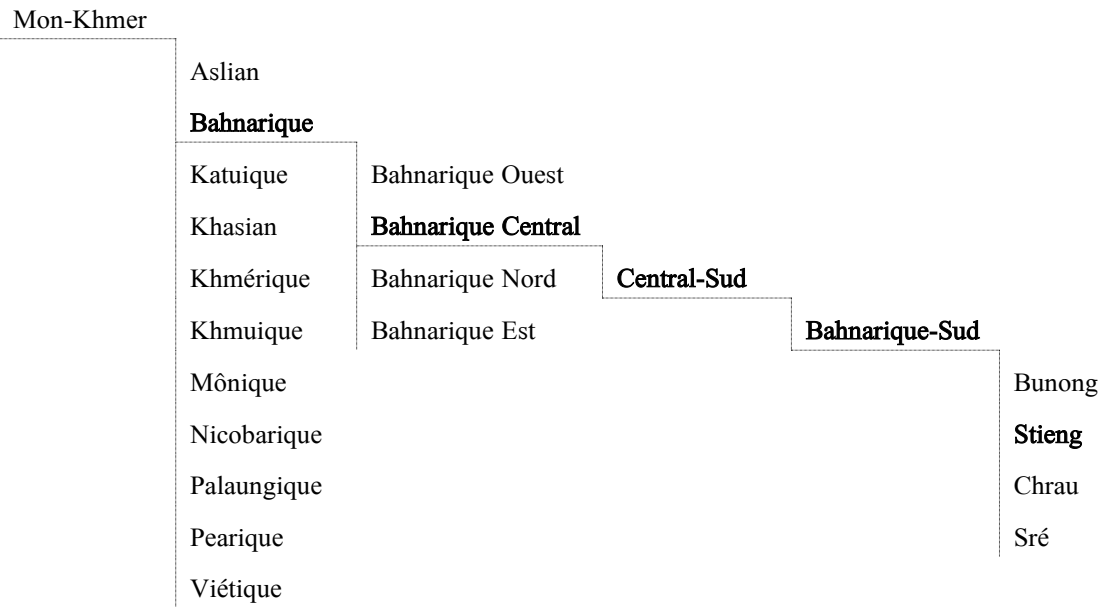 Mon-Khmer
Aslian
Bahnarique
Katuique Bahnarique Ouest
Khasian Bahnarique Central
Khmérique Bahnarique Nord Central-Sud
Khmuique Bahnarique Est Bahnarique-Sud
Mônique Bunong
Nicobarique Stieng
Palaungique Chrau
Pearique Sré
Viétique